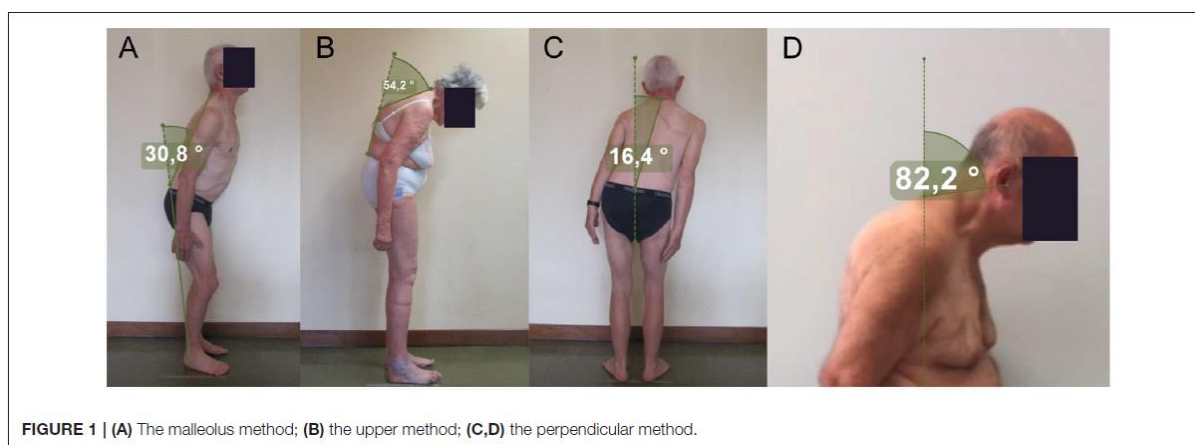 A B C D
30,8 °
54,2 °
16,4 °
82,2 °
FIGURE 1 | (A) The malleolus method; (B) the upper method; (C,D) the perpendicular method.